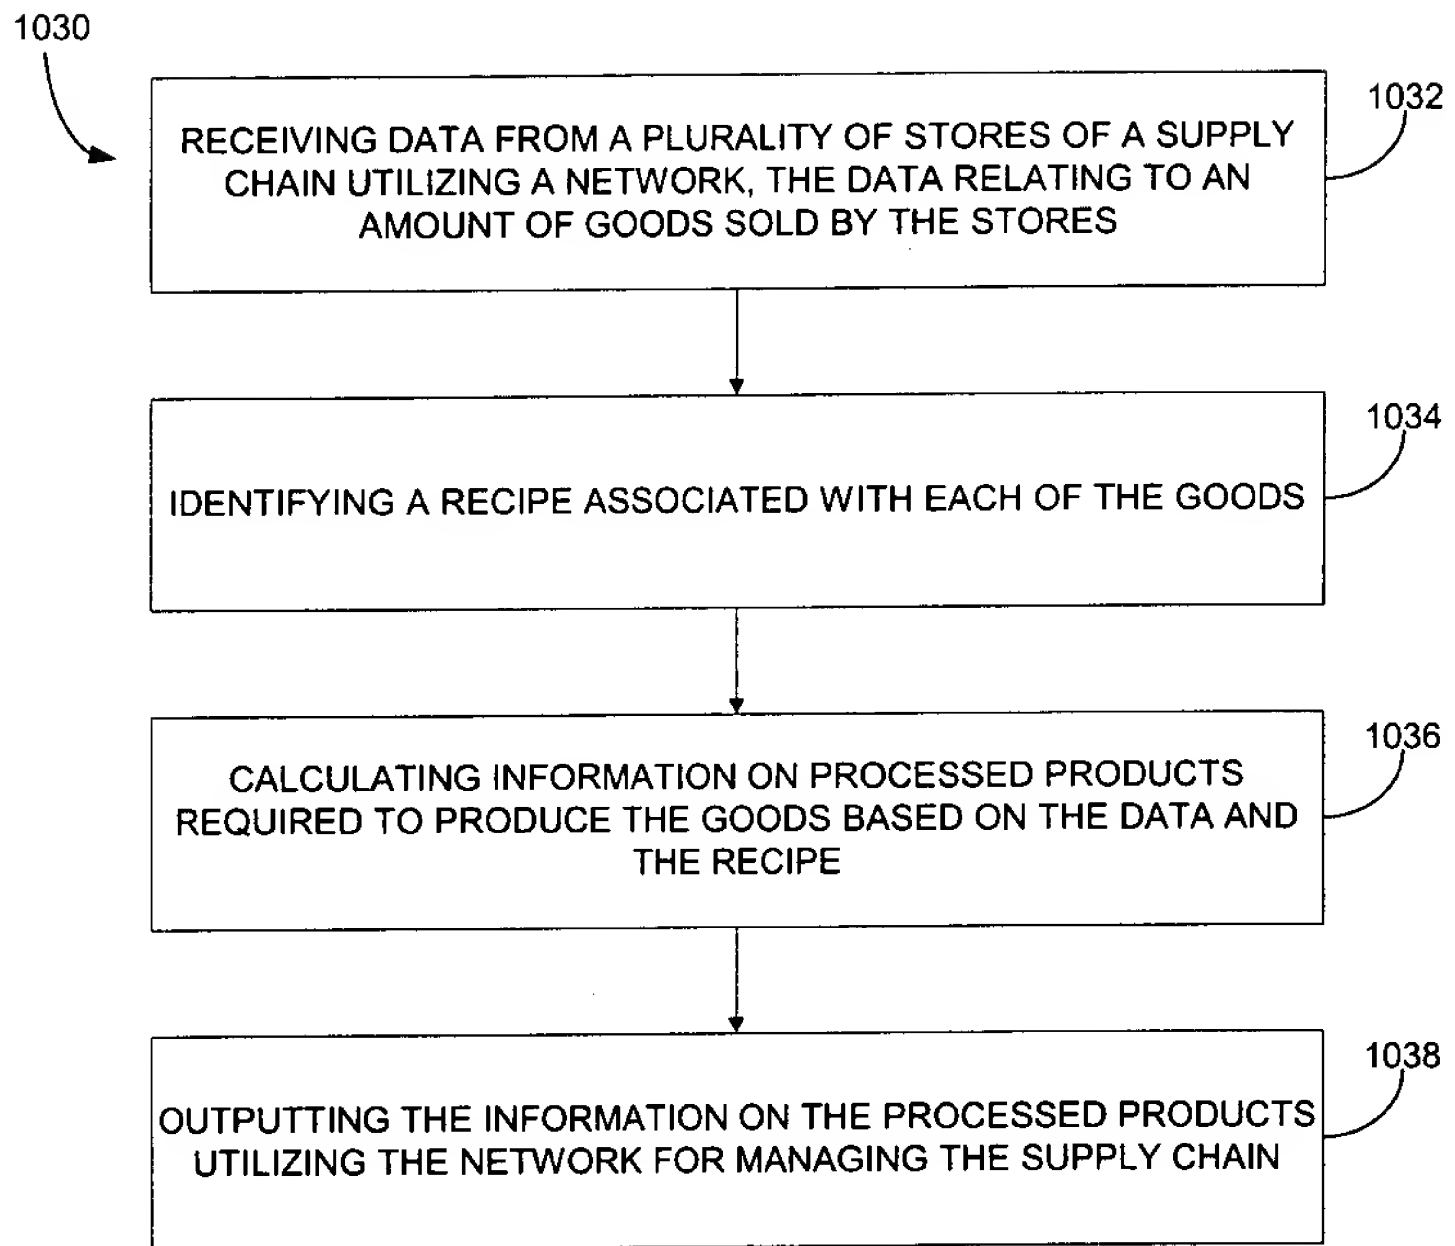 1030
1032
RECEIVING DATA FROM A PLURALITY OF STORES OF A SUPPLY
CHAIN UTILIZING A NETWORK, THE DATA RELATING TO AN
AMOUNT OF GOODS SOLD BY THE STORES
1034
IDENTIFYING A RECIPE ASSOCIATED WITH EACH OF THE GOODS
1036
CALCULATING INFORMATION ON PROCESSED PRODUCTS
REQUIRED TO PRODUCE THE GOODS BASED ON THE DATA AND
THE RECIPE
1038
OUTPUTTING THE INFORMATION ON THE PROCESSED PRODUCTS
UTILIZING THE NETWORK FOR MANAGING THE SUPPLY CHAIN